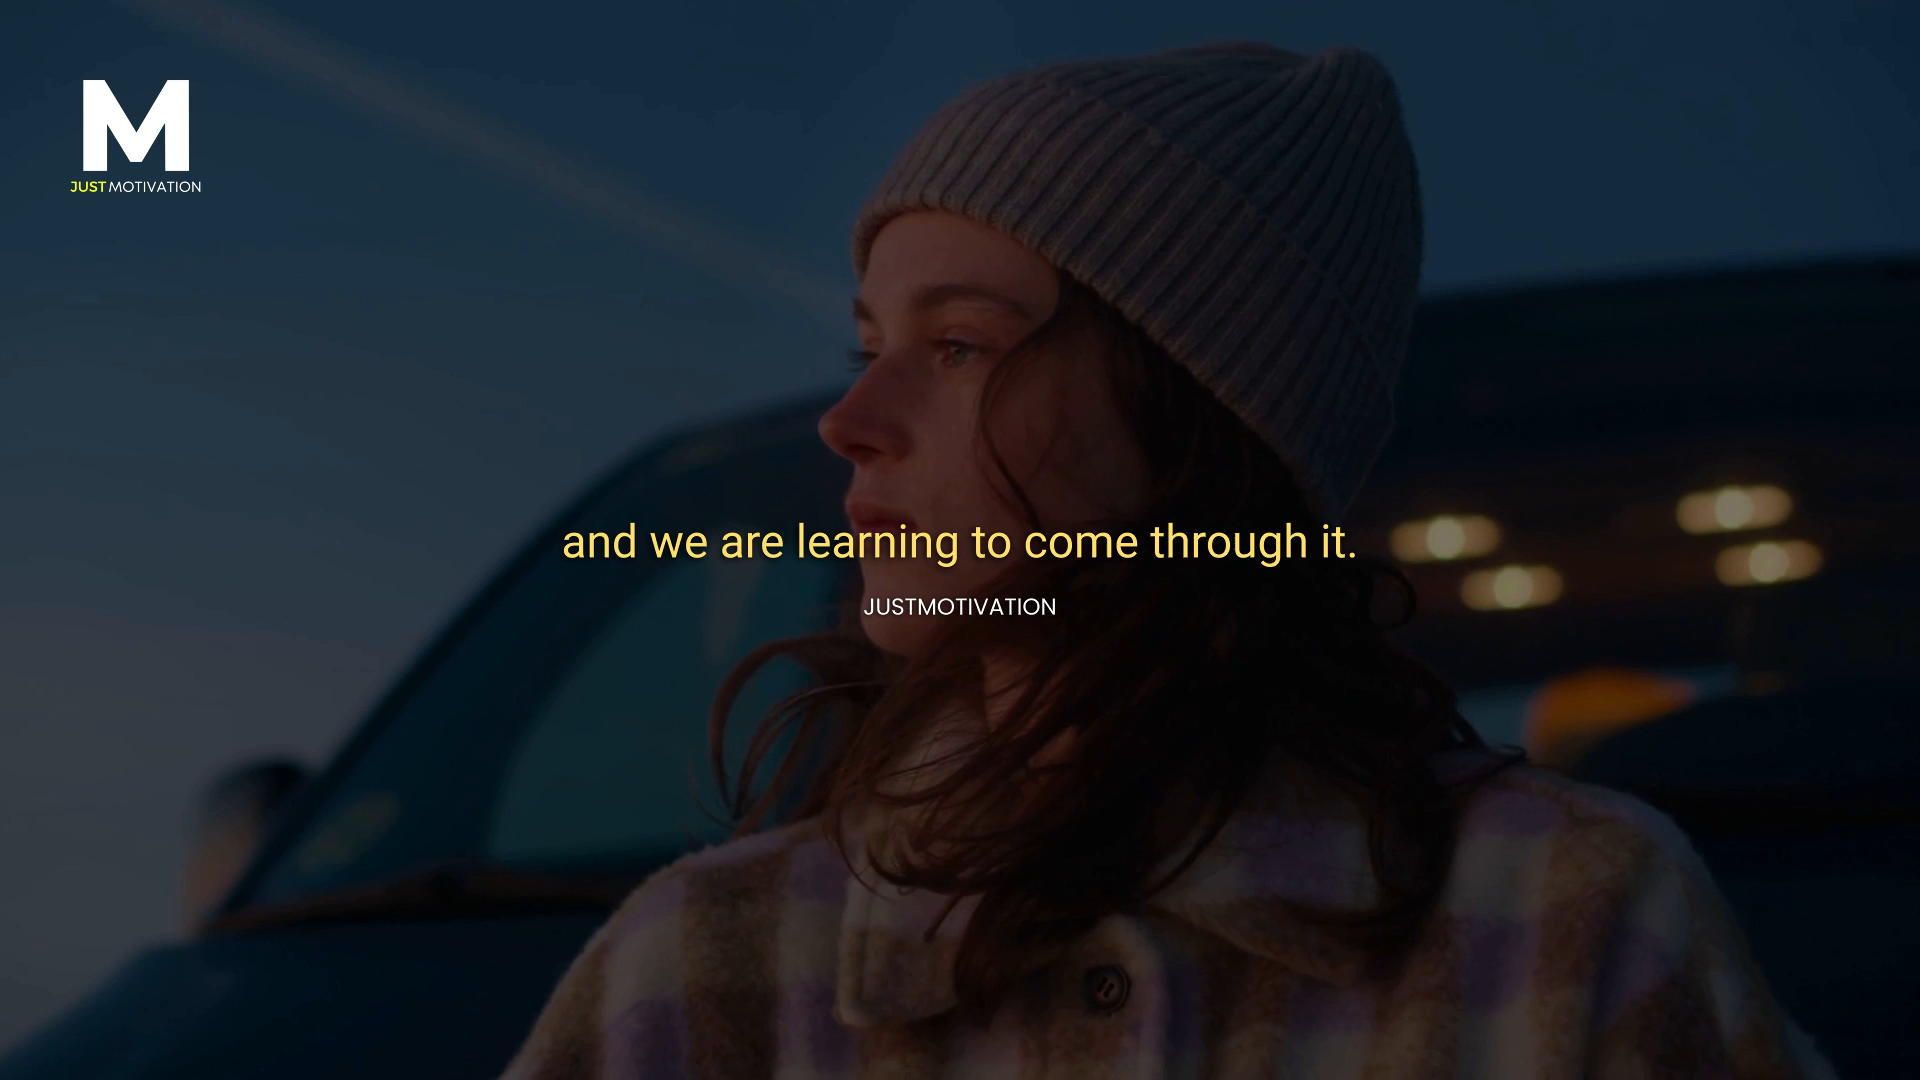 M
JUST MOTIVATION
and we are learning to come through it.
JUSTMOTIVATION